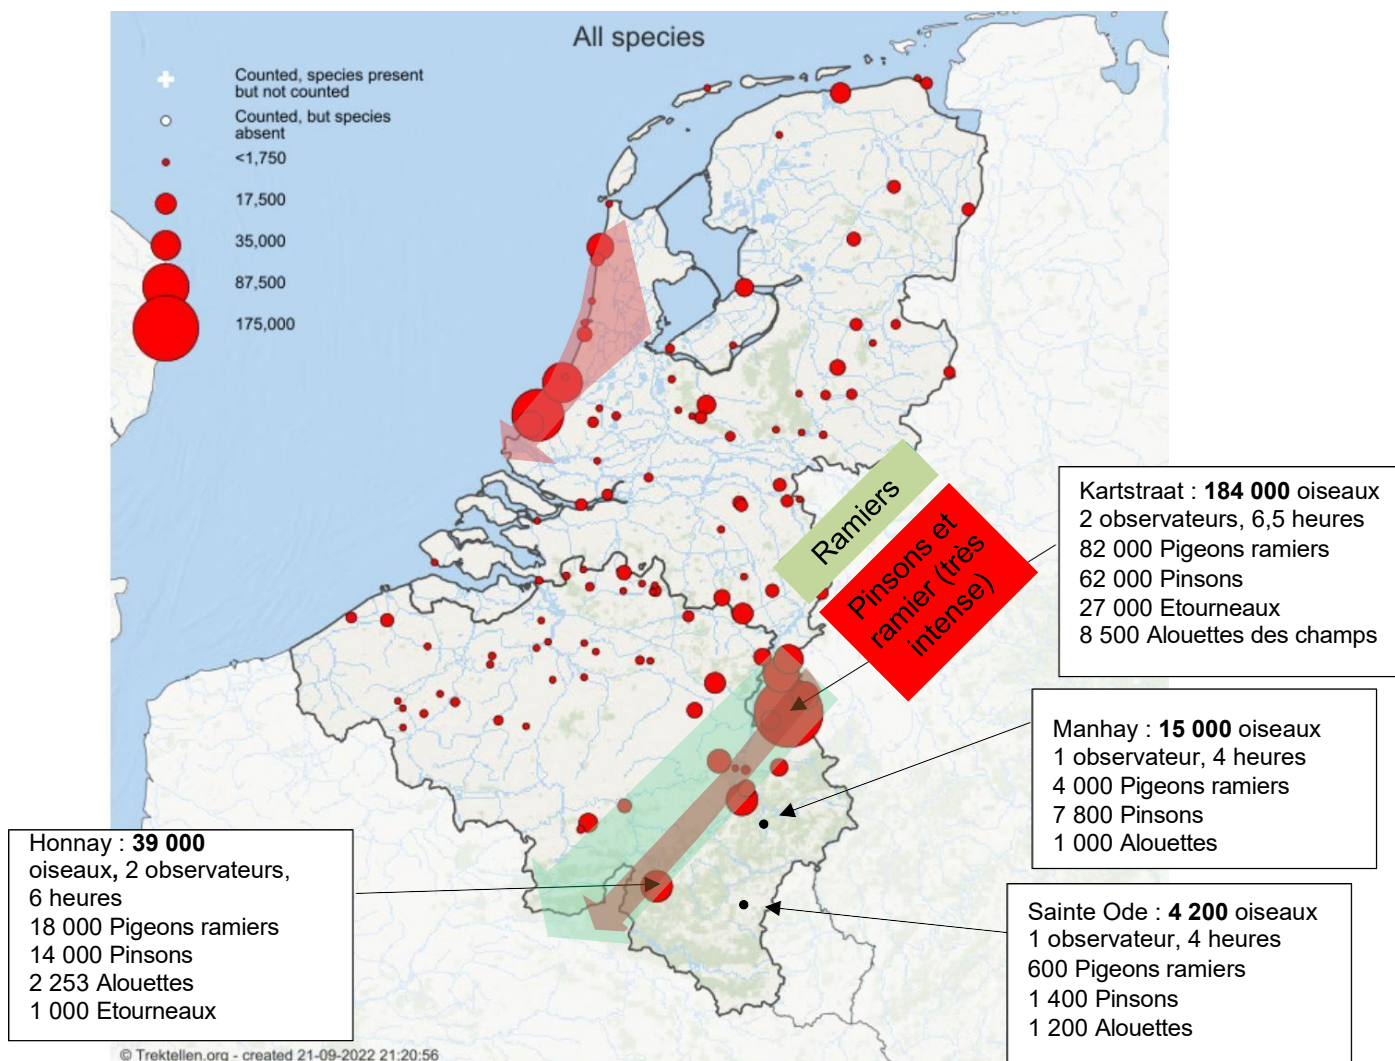 All species
Counted, species present
but not counted
Counted, but species
absent
<1,750
17,500
35,000
87,500
175,000
Ramiers
Pinsons et
ramier (très
intense)
Kartstraat : 184 000 oiseaux
2 observateurs, 6,5 heures
82 000 Pigeons ramiers
62 000 Pinsons
27 000 Etourneaux
8 500 Alouettes des champs
Manhay : 15 000 oiseaux
1 observateur, 4 heures
4 000 Pigeons ramiers
7 800 Pinsons
1 000 Alouettes
Honnay : 39 000
oiseaux, 2 observateurs,
6 heures
18 000 Pigeons ramiers
14 000 Pinsons
2 253 Alouettes
1 000 Etourneaux
Sainte Ode : 4 200 oiseaux
1 observateur, 4 heures
600 Pigeons ramiers
1 400 Pinsons
1 200 Alouettes
© Trektellen.org - created 21-09-2022 21:20:56